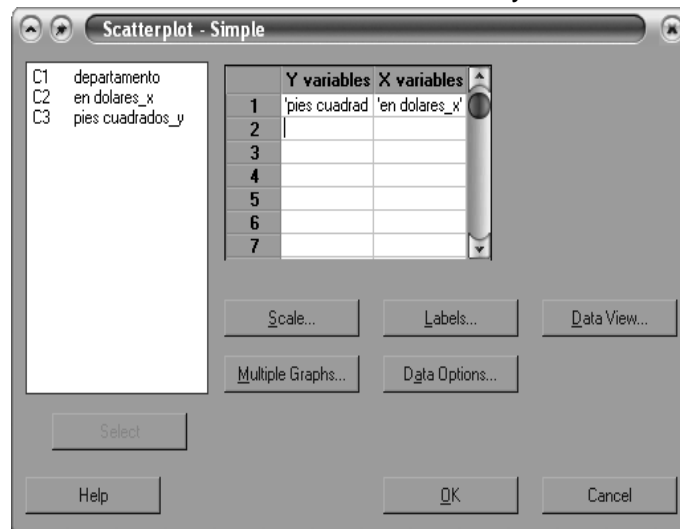 Scatterplot - Simple
C1 departamento
C2 en dolares_x
C3 pies cuadrados_y
Y variables X variables
1 'pies cuadrad 'en dolares_x'
2
3
4
5
6
7
Scale... Labels... Data View...
Multiple Graphs... Data Options...
Select
Help OK Cancel